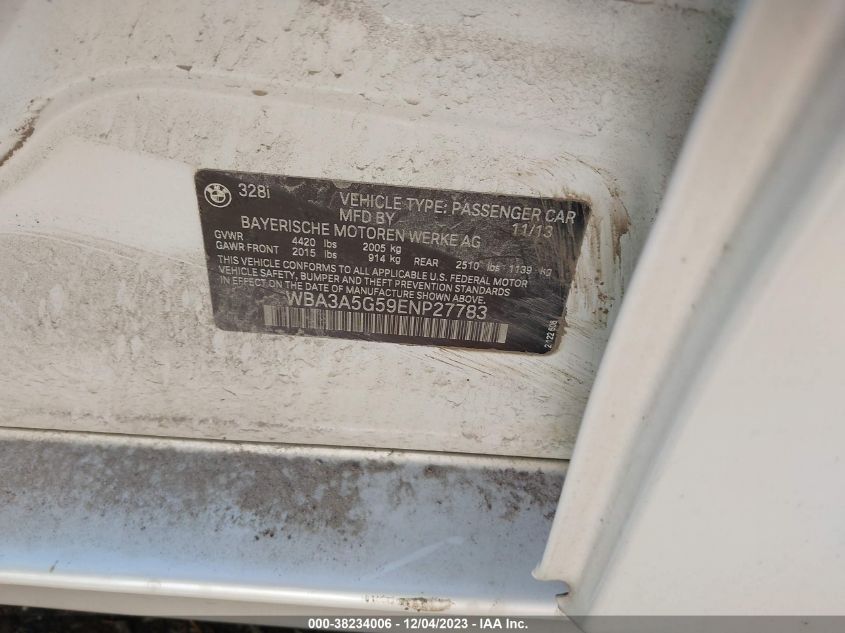 328i
VEHICLE TYPE: PASSENGER CAR
MFD BY 11/13
BAYERISCHE MOTOREN WERKE AG
GVWR 4420 lbs 2005 kg
GAWR FRONT 2015 lbs 914 kg REAR 2510 lbs 1139 kg
THIS VEHICLE CONFORMS TO ALL APPLICABLE U.S. FEDERAL MOTOR
VEHICLE SAFETY, BUMPER AND THEFT PREVENTION STANDARDS
IN EFFECT ON THE DATE OF MANUFACTURE SHOWN ABOVE.
WBA3A5G59ENP27783
2122 608
000-38234006 - 12/04/2023 - IAA Inc.